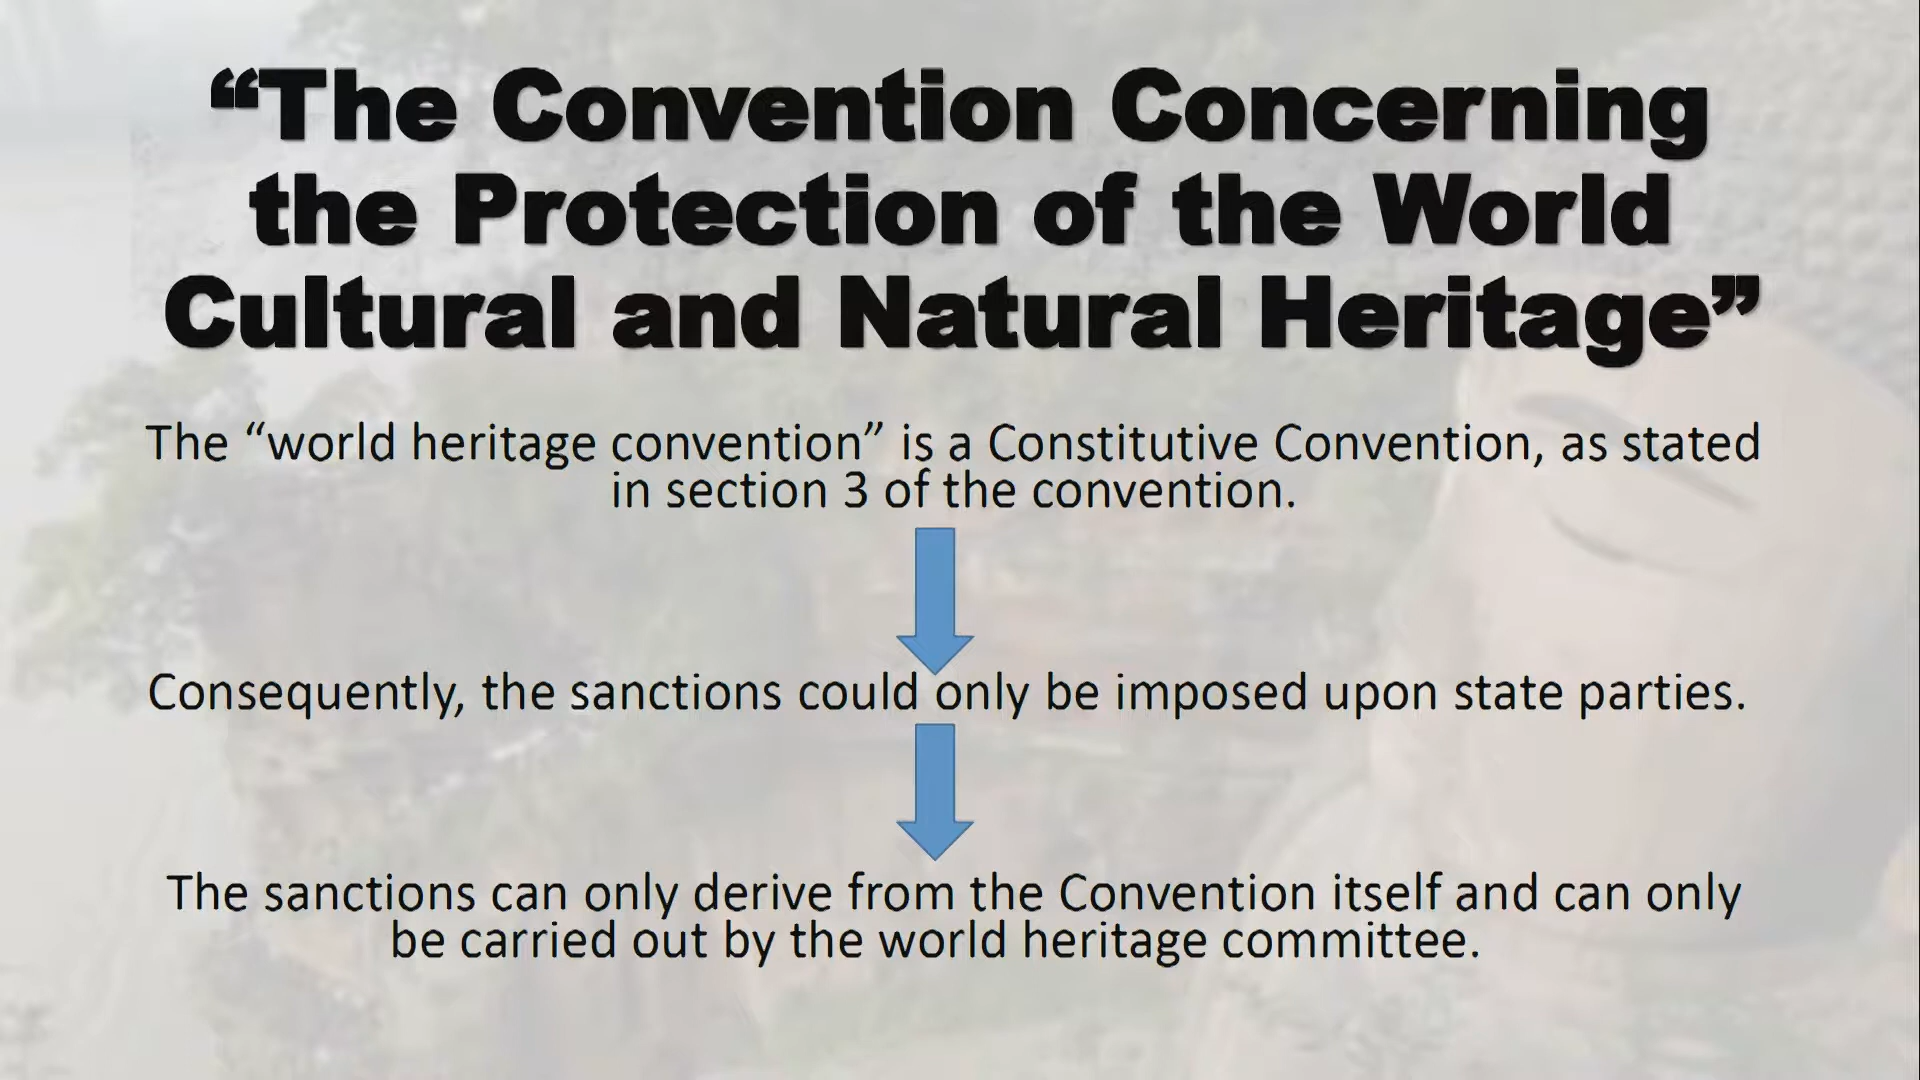 “The Convention Concerning
the Protection of the World
Cultural and Natural Heritage”
The “world heritage convention” is a Constitutive Convention, as stated
in section 3 of the convention.
Consequently, the sanctions could only be imposed upon state parties.
The sanctions can only derive from the Convention itself and can only
be carried out by the world heritage committee.